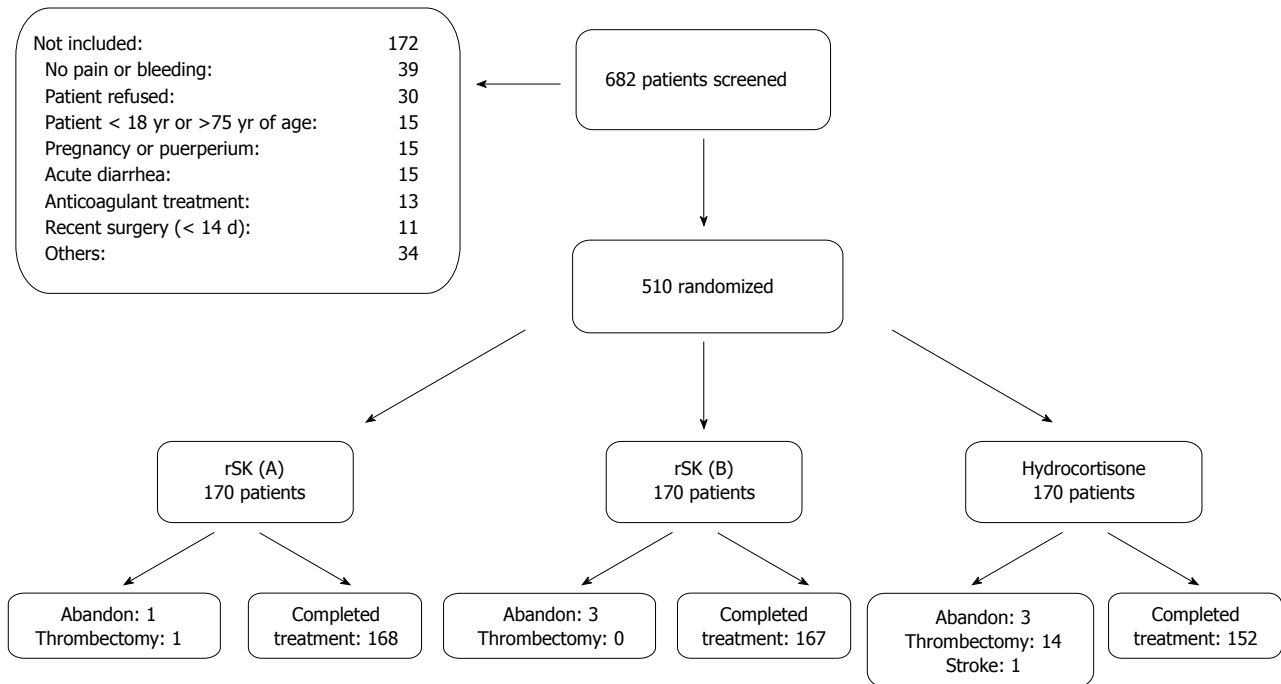 Not included: 172
No pain or bleeding: 39
Patient refused: 30
Patient < 18 yr or >75 yr of age: 15
Pregnancy or puerperium: 15
Acute diarrhea: 15
Anticoagulant treatment: 13
Recent surgery (< 14 d): 11
Others: 34
682 patients screened
510 randomized
rSK (A)
170 patients
rSK (B)
170 patients
Hydrocortisone
170 patients
Abandon: 1
Thrombectomy: 1
Completed
treatment: 168
Abandon: 3
Thrombectomy: 0
Completed
treatment: 167
Abandon: 3
Thrombectomy: 14
Stroke: 1
Completed
treatment: 152